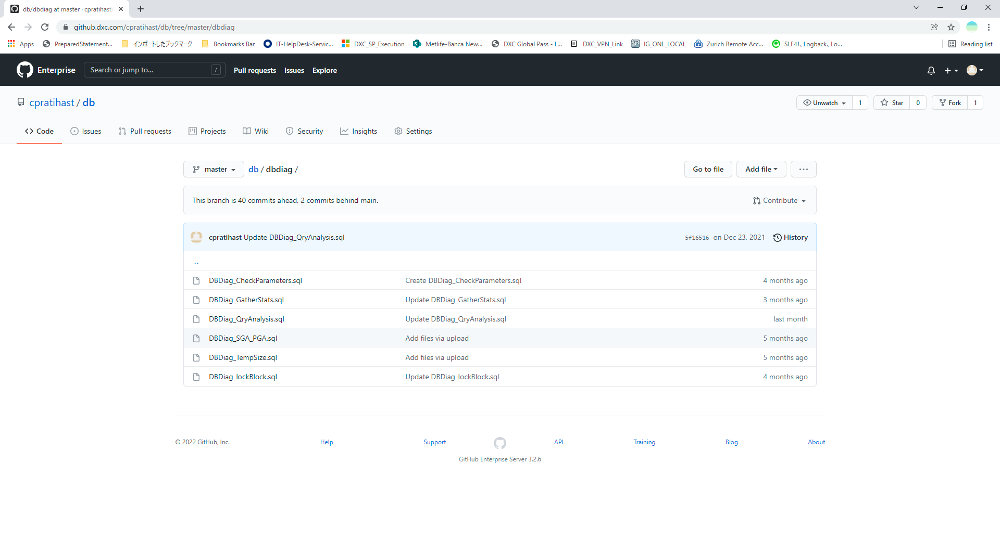 db/dbdiag at master · cpratihast/
github.dxc.com/cpratihast/db/tree/master/dbdiag
Apps PreparedStatement... インポートしたブックマーク Bookmarks Bar IT-HelpDesk-Servic... DXC_SP_Execution Metlife-Banca New... DXC Global Pass - L... DXC_VPN_Link IG_ONL_LOCAL Zurich Remote Acc... SLF4J、Logback、Lo... Reading list
Enterprise Search or jump to... / Pull requests Issues Explore
cpratihast / db Unwatch 1 Star 0 Fork 1
Code Issues Pull requests Projects Wiki Security Insights Settings
master db / dbdiag / Go to file Add file ...
This branch is 40 commits ahead, 2 commits behind main. Contribute
cpratihast Update DBDiag_QryAnalysis.sql 5f16516 on Dec 23, 2021 History
..
DBDiag_CheckParameters.sql Create DBDiag_CheckParameters.sql 4 months ago
DBDiag_GatherStats.sql Update DBDiag_GatherStats.sql 3 months ago
DBDiag_QryAnalysis.sql Update DBDiag_QryAnalysis.sql last month
DBDiag_SGA_PGA.sql Add files via upload 5 months ago
DBDiag_TempSize.sql Add files via upload 5 months ago
DBDiag_lockBlock.sql Update DBDiag_lockBlock.sql 4 months ago
© 2022 GitHub, Inc. Help Support API Training Blog About
GitHub Enterprise Server 3.2.6